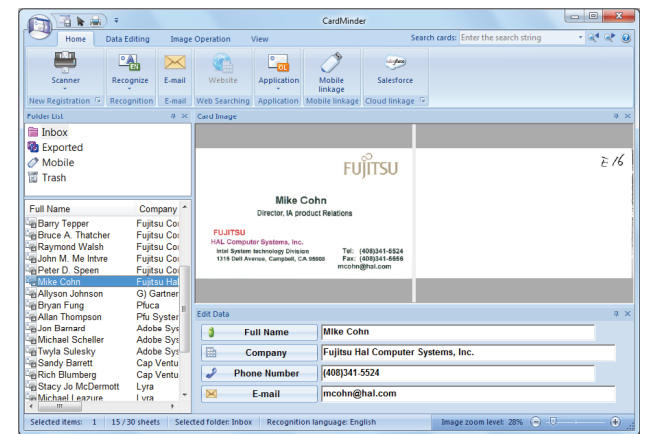 CardMinder
Home Data Editing Image Operation View Search cards: Enter the search string
Scanner Recognize E-mail Website Application Mobile linkage Salesforce
New Registration Recognition E-mail Web Searching Application Mobile linkage Cloud linkage
Folder List
Inbox
Exported
Mobile
Trash
Full Name Company
Barry Tepper Fujitsu Co
Bruce A. Thatcher Fujitsu Co
Raymond Walsh Fujitsu Co
John M. Me Intvre Fujitsu Co
Peter D. Speen Fujitsu Co
Mike Cohn Fujitsu Hal
Allyson Johnson G) Gartner
Bryan Fung Pfuca
Allan Thompson Pfu System
Jon Barnard Adobe Sys
Michael Scheller Adobe Sys
Twyla Sulesky Adobe Sys
Sandy Barrett Cap Ventu
Rich Blumberg Cap Ventu
Stacy Jo McDermott Lyra
Michael Leazure Lyra
Card Image
FUJITSU
E16
Mike Cohn
Director, IA product Relations
FUJITSU
HAL Computer Systems, Inc.
Intel System technology Division Tel: (408)341-5524
1315 Dell Avenue, Campbell, CA 95008 Fax: (408)341-5656
mcohn@hal.com
Edit Data
Full Name Mike Cohn
Company Fujitsu Hal Computer Systems, Inc.
Phone Number (408)341-5524
E-mail mcohn@hal.com
Selected items: 1 15 / 30 sheets Selected folder: Inbox Recognition language: English Image zoom level: 28%